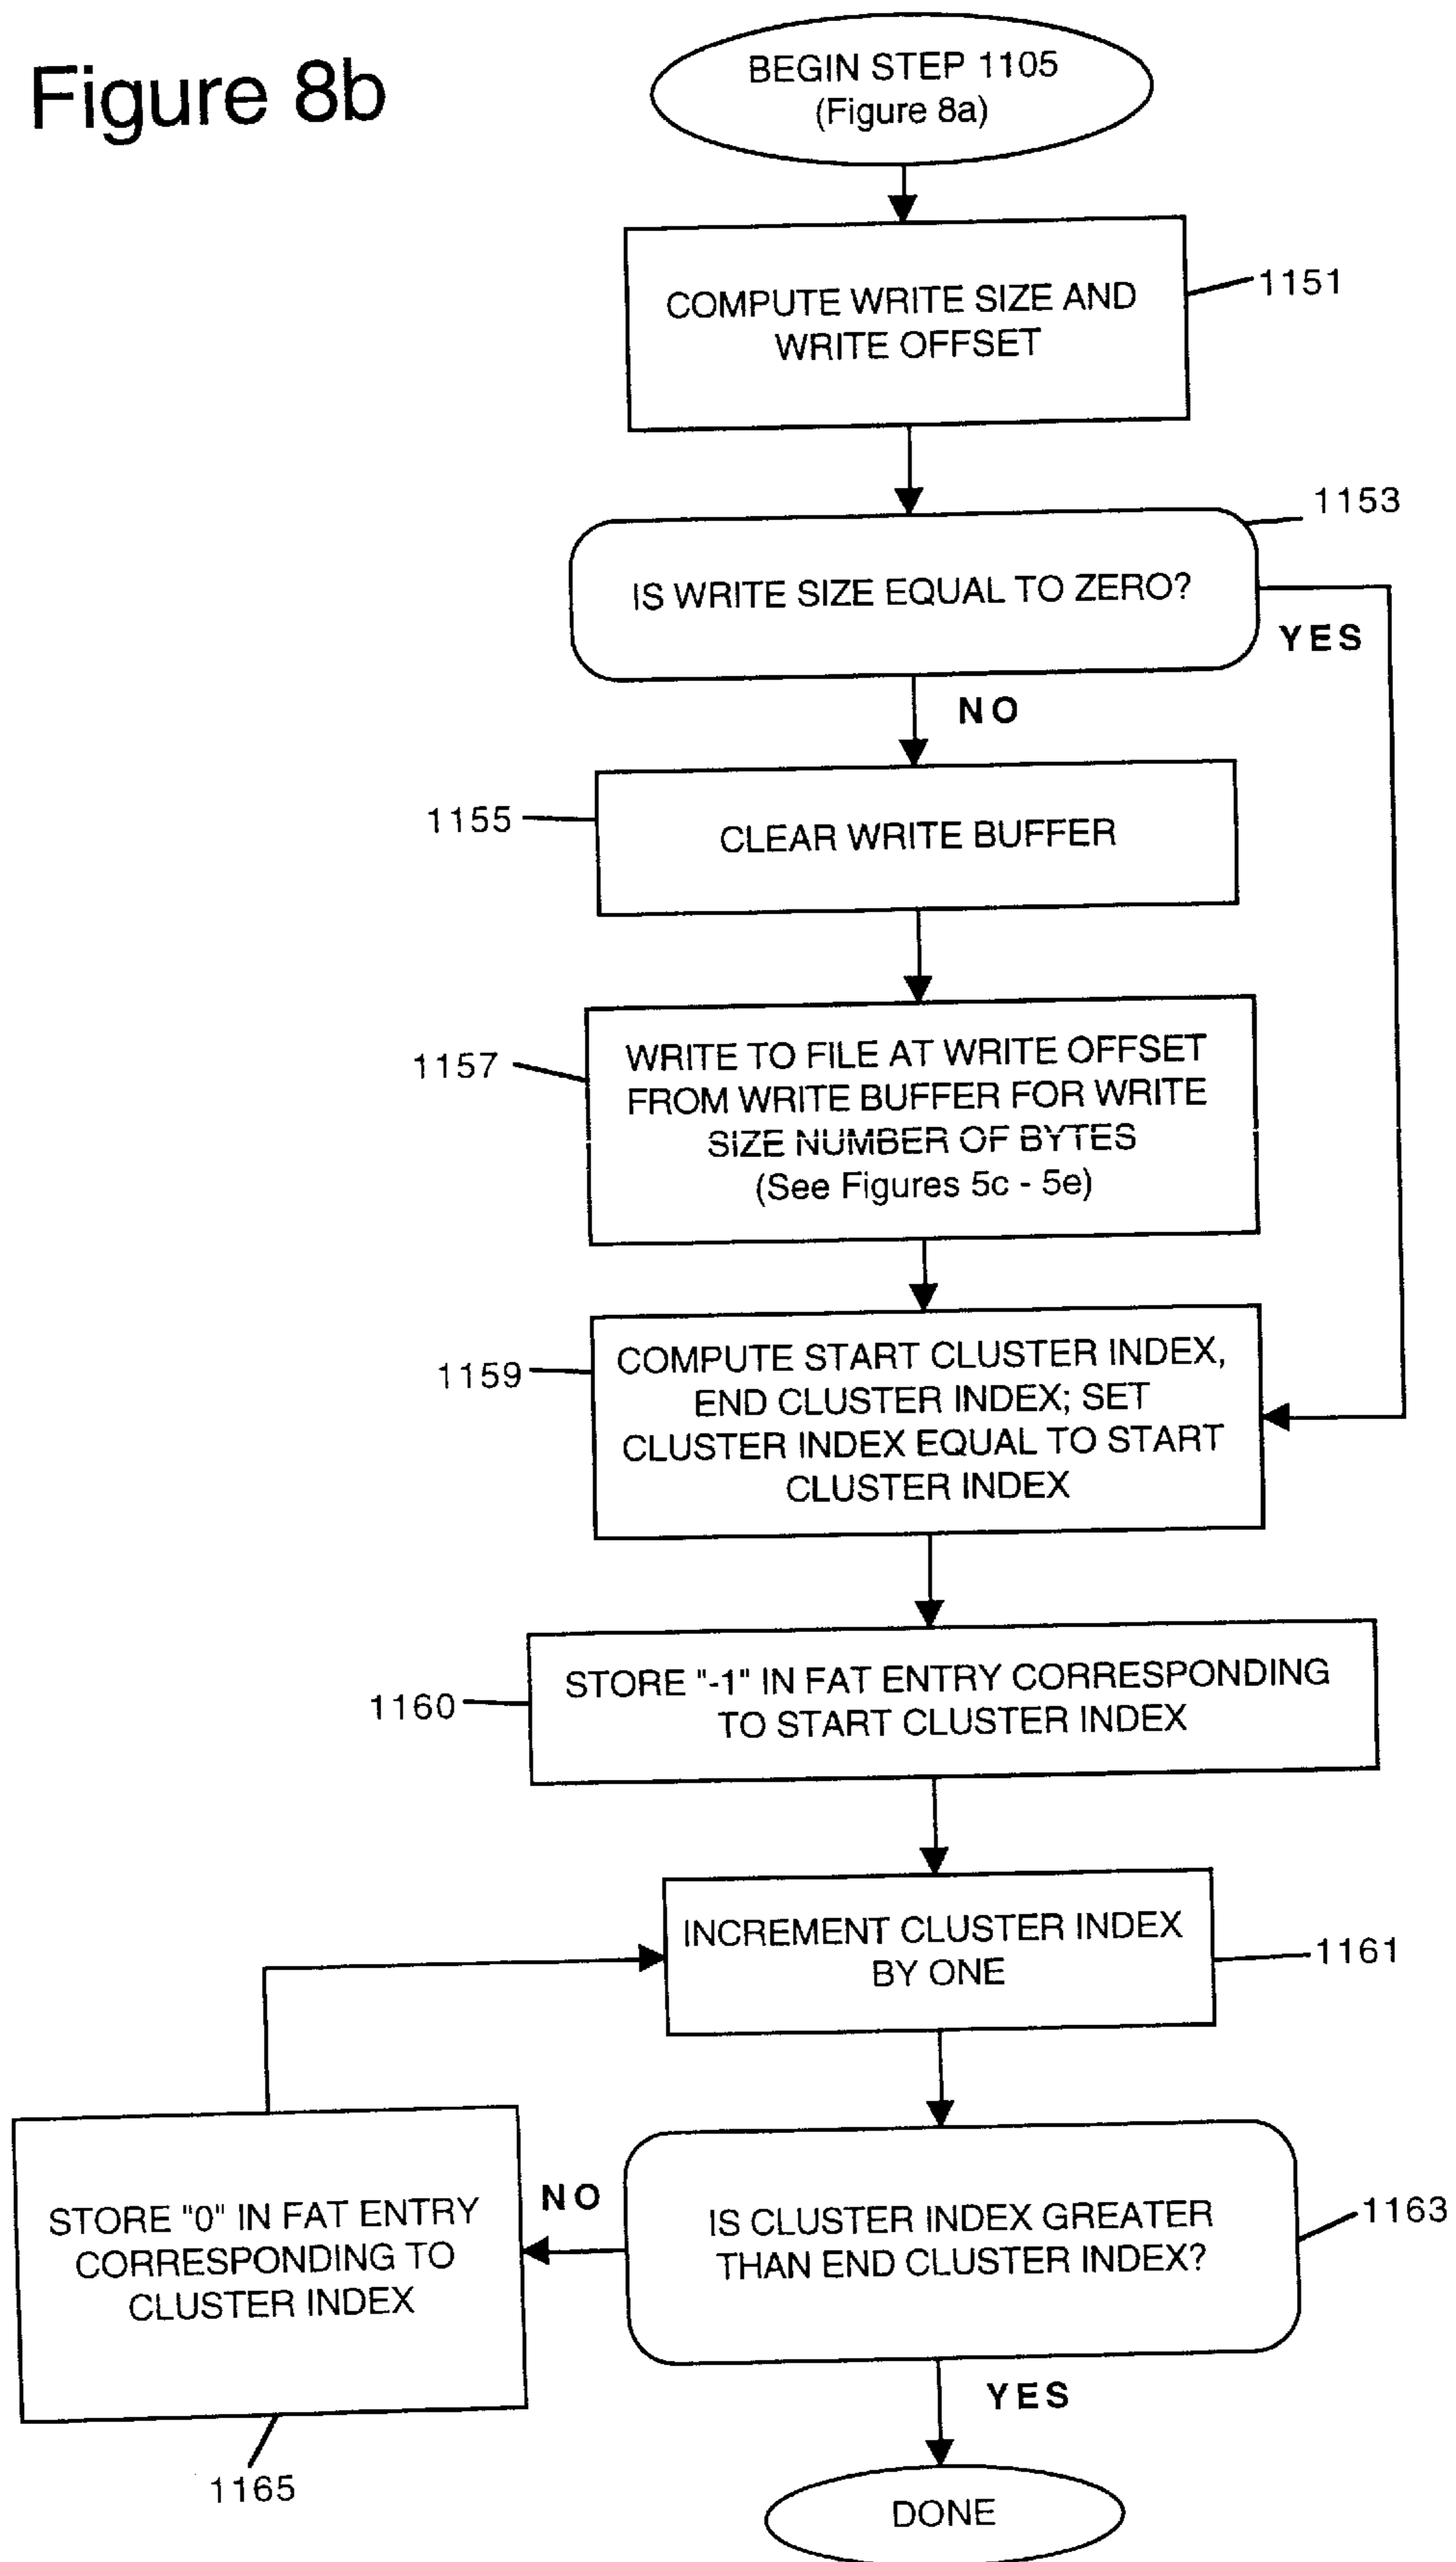 Figure 8b
BEGIN STEP 1105
(Figure 8a)
COMPUTE WRITE SIZE AND
WRITE OFFSET
1151
1153
IS WRITE SIZE EQUAL TO ZERO?
YES
NO
1155
CLEAR WRITE BUFFER
1157
WRITE TO FILE AT WRITE OFFSET
FROM WRITE BUFFER FOR WRITE
SIZE NUMBER OF BYTES
(See Figures 5c - 5e)
1159
COMPUTE START CLUSTER INDEX,
END CLUSTER INDEX; SET
CLUSTER INDEX EQUAL TO START
CLUSTER INDEX
1160
STORE "-1" IN FAT ENTRY CORRESPONDING
TO START CLUSTER INDEX
INCREMENT CLUSTER INDEX
BY ONE
1161
STORE "0" IN FAT ENTRY
CORRESPONDING TO
CLUSTER INDEX
NO
IS CLUSTER INDEX GREATER
THAN END CLUSTER INDEX?
1163
YES
1165
DONE